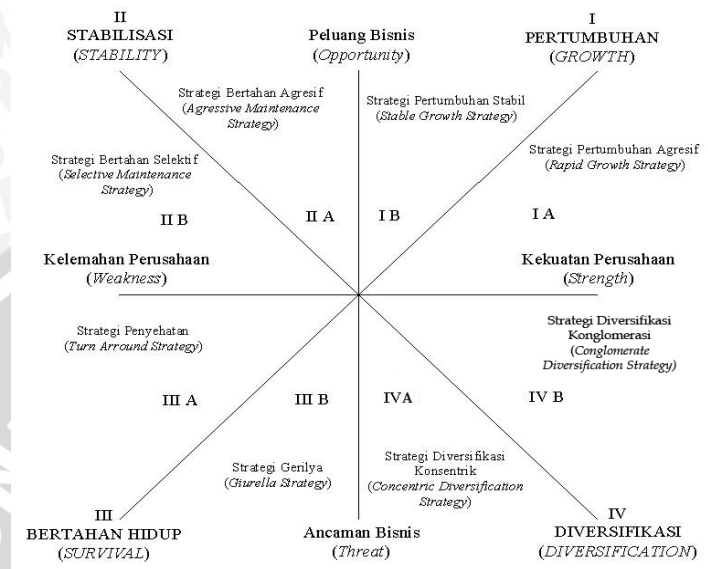 II
STABILISASI
(STABILITY)
Peluang Bisnis
(Opportunity)
I
PERTUMBUHAN
(GROWTH)
Strategi Bertahan Agresif
(Agressive Maintenance
Strategy)
Strategi Pertumbuhan Stabil
(Stable Growth Strategy)
Strategi Bertahan Selektif
(Selective Maintenance
Strategy)
Strategi Pertumbuhan Agresif
(Rapid Growth Strategy)
II B
II A
I B
I A
Kelemahan Perusahaan
(Weakness)
Kekuatan Perusahaan
(Strength)
Strategi Penyehatan
(Turn Arround Strategy)
Strategi Diversifikasi
Konglomerasi
(Conglomerate
Diversification Strategy)
III A
III B
IVA
IV B
Strategi Gerilya
(Giurella Strategy)
Strategi Diversifikasi
Konsentrik
(Concentric Diversification
Strategy)
III
BERTAHAN HIDUP
(SURVIVAL)
Ancaman Bisnis
(Threat)
IV
DIVERSIFIKASI
(DIVERSIFICATION)